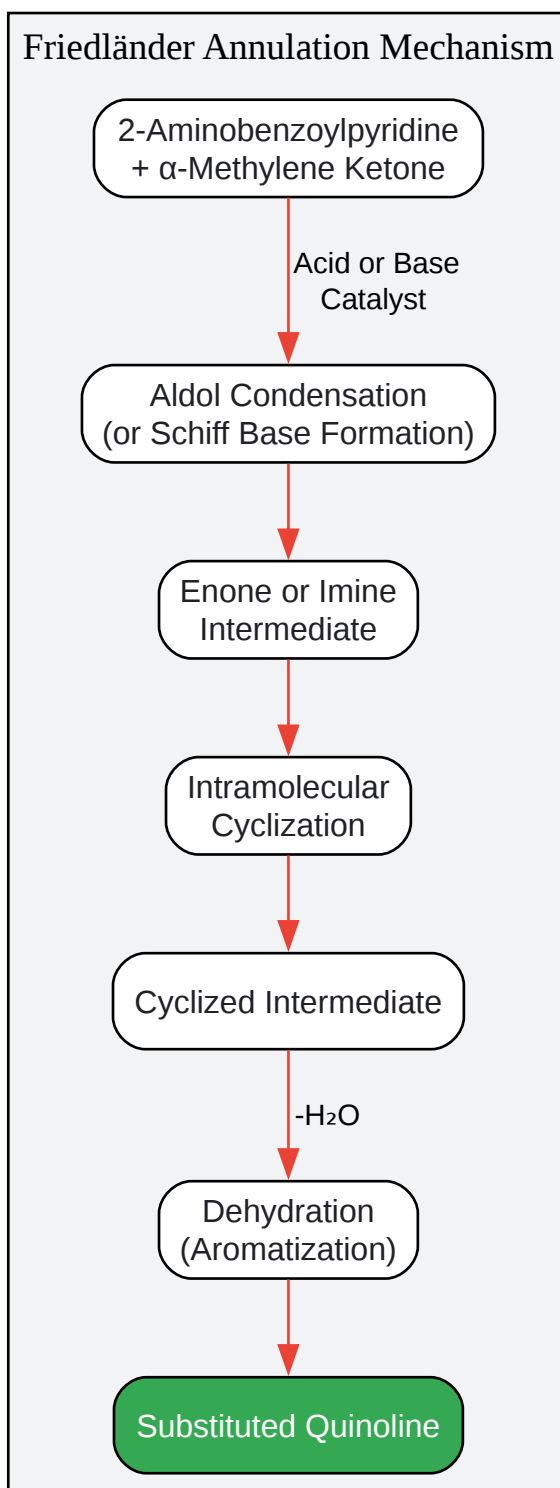 Friedländer Annulation Mechanism
2-Aminobenzoylpyridine
+ α-Methylene Ketone
Acid or Base
Catalyst
Aldol Condensation
(or Schiff Base Formation)
Enone or Imine
Intermediate
Intramolecular
Cyclization
Cyclized Intermediate
-H₂O
Dehydration
(Aromatization)
Substituted Quinoline